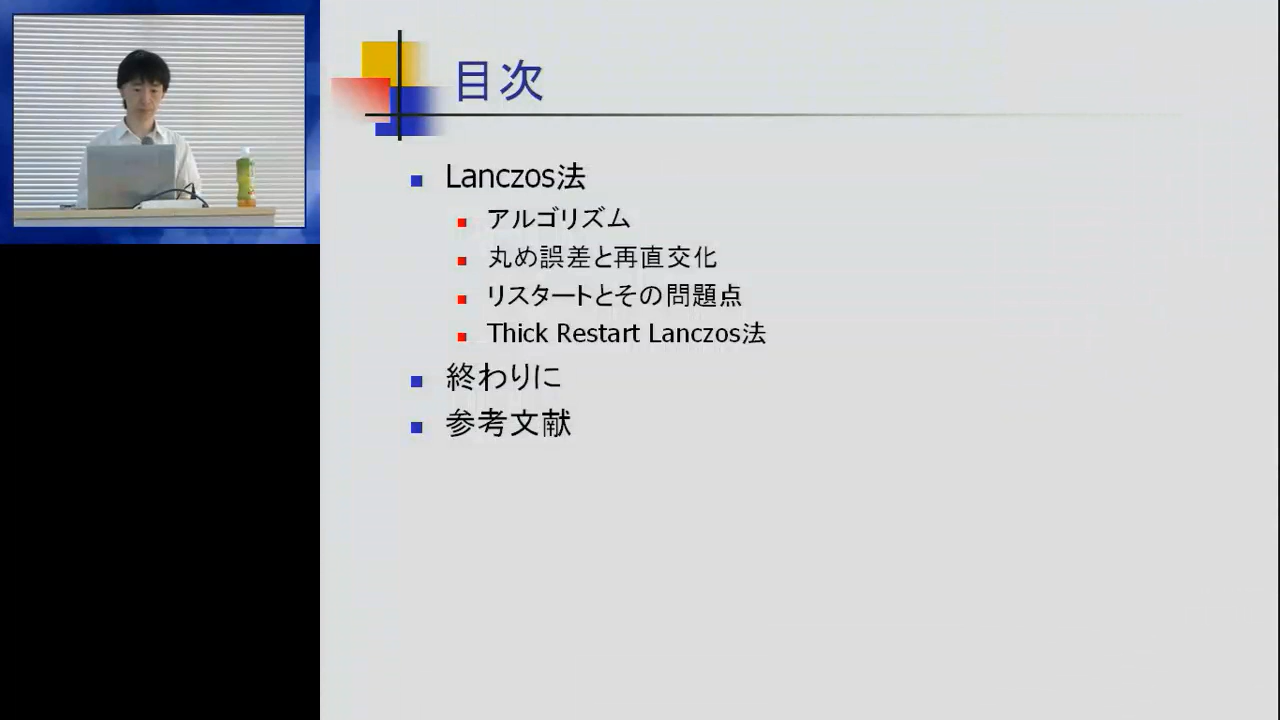 目次
Lanczos法
アルゴリズム
丸め誤差と再直交化
リスタートとその問題点
Thick Restart Lanczos法
終わりに
参考文献